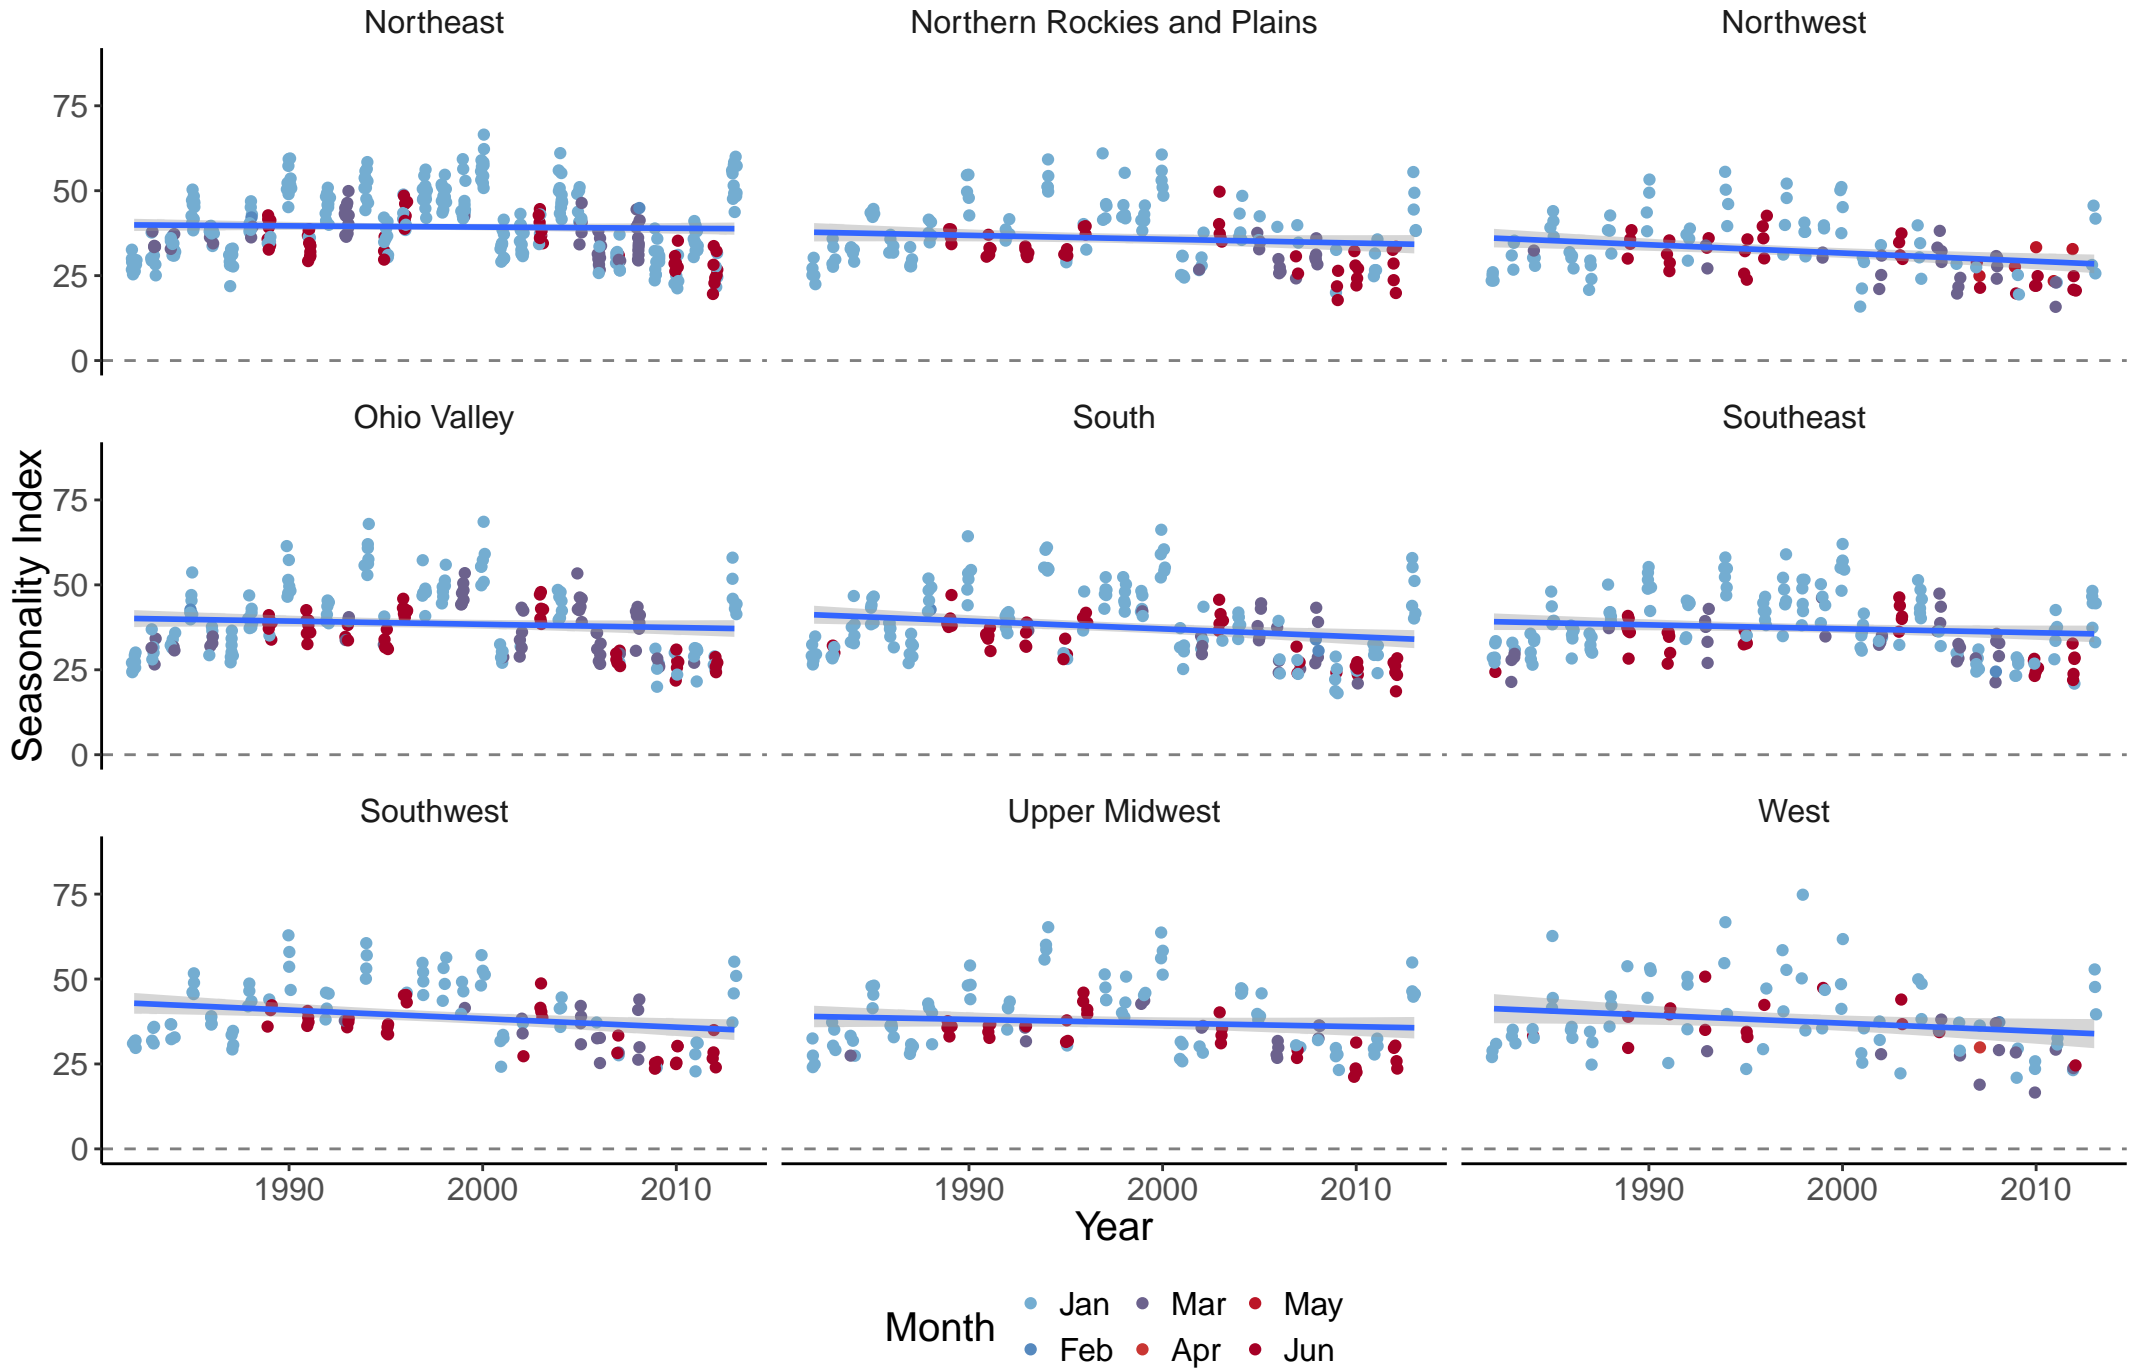 Northeast
Northern Rockies and Plains
Northwest
75
50
25
0
Ohio Valley
South
Southeast
Seasonality Index
75
50
25
0
Southwest
Upper Midwest
West
75
50
25
0
1990 2000 2010
1990 2000 2010
1990 2000 2010
Year
Month
Jan Mar May
Feb Apr Jun